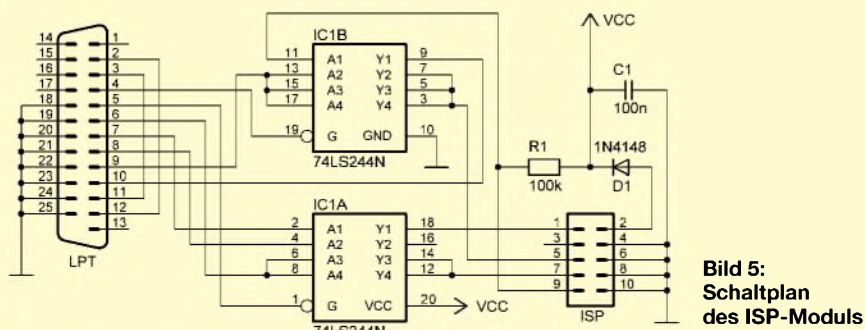 14 1
15 2
16 3
17 4
18 5
19 6
20 7
21 8
22 9
23 10
24 11
25 12
13
LPT
IC1B
11 A1 Y1 9
13 A2 Y2 7
15 A3 Y3 5
17 A4 Y4 3
19 G GND 10
74LS244N
IC1A
2 A1 Y1 18
4 A2 Y2 16
6 A3 Y3 14
8 A4 Y4 12
1 G VCC 20 VCC
74LS244N
VCC
C1
100n
R1 1N4148
100k D1
1 2
3 4
5 6
7 8
9 10
ISP
Bild 5:
Schaltplan
des ISP-Moduls